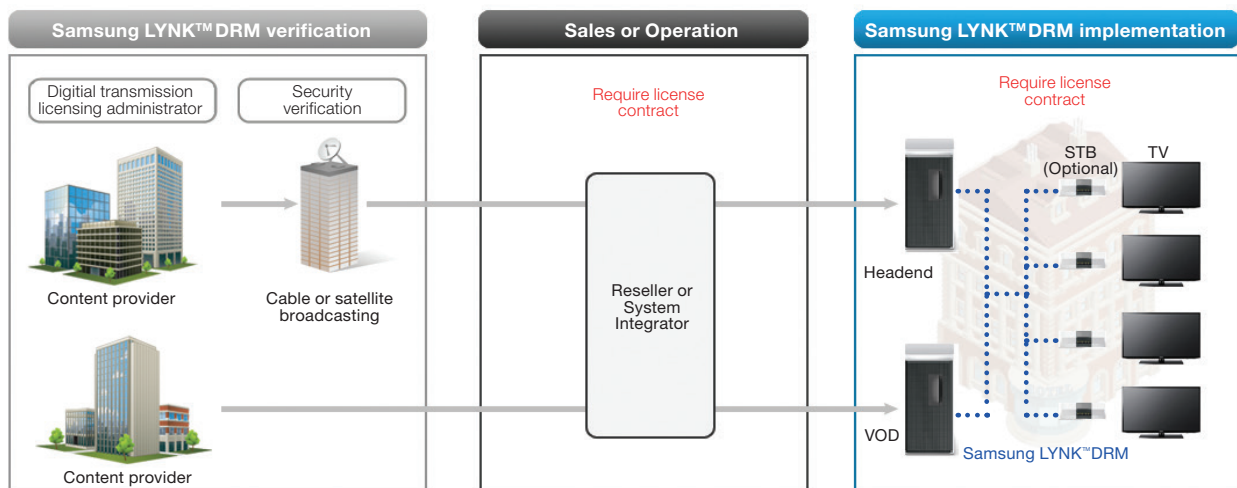 Samsung LYNK™DRM verification
Digitial transmission
licensing administrator
Security
verification
Content provider
Cable or satellite
broadcasting
Content provider
Sales or Operation
Require license
contract
Reseller or
System
Integrator
Samsung LYNK™DRM implementation
Require license
contract
STB
(Optional)
TV
Headend
VOD
Samsung LYNK™DRM